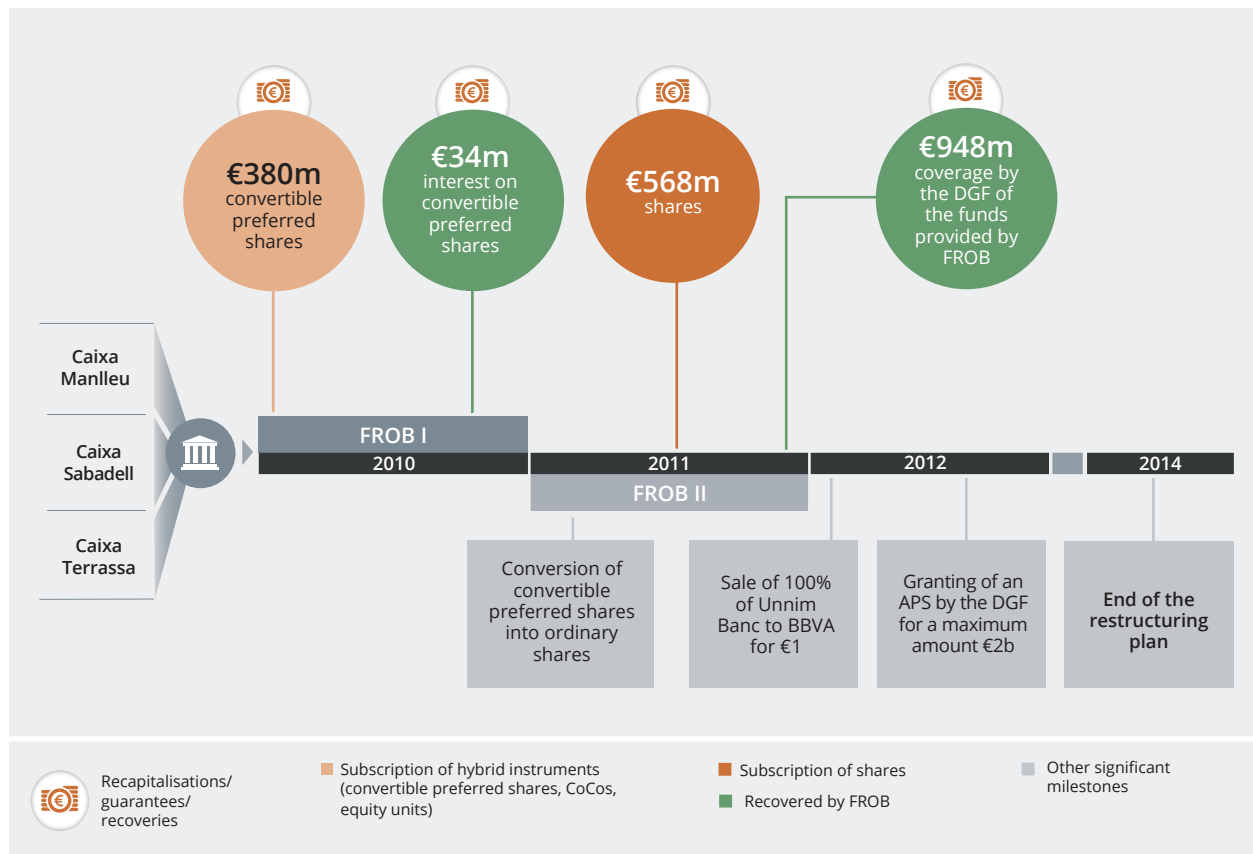 €380m
convertible
preferred
shares
€34m
interest on
convertible
preferred
shares
€568m
shares
€948m
coverage by
the DGF of
the funds
provided by
FROB
Caixa
Manlleu
Caixa
Sabadell
Caixa
Terrassa
FROB I
2010
2011
2012
2014
FROB II
Conversion of
convertible
preferred shares
into ordinary
shares
Sale of 100%
of Unnim
Banc to BBVA
for €1
Granting of an
APS by the DGF
for a maximum
amount €2b
End of the
restructuring
plan
€
Recapitalisations/
guarantees/
recoveries
Subscription of hybrid instruments
(convertible preferred shares, CoCos,
equity units)
Subscription of shares
Recovered by FROB
Other significant
milestones